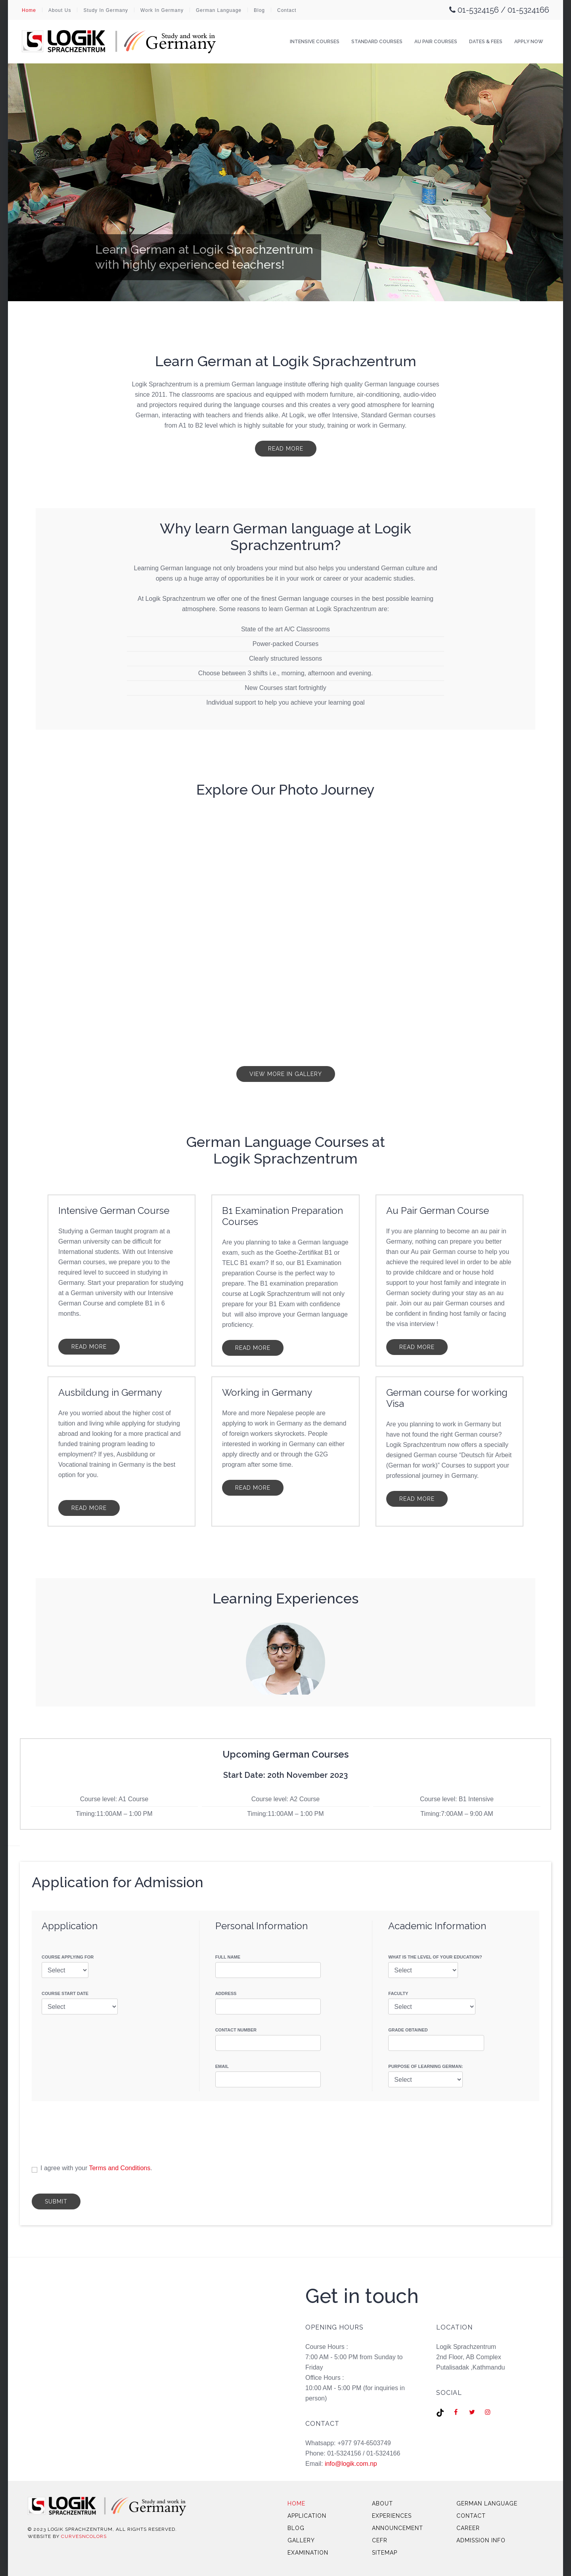 Home
About Us
Study In Germany
Work In Germany
German Language
Blog
Contact
01-5324156 / 01-5324166
LOGIK
SPRACHZENTRUM
Study and work in
Germany
INTENSIVE COURSES
STANDARD COURSES
AU PAIR COURSES
DATES & FEES
APPLY NOW
Learn German at Logik Sprachzentrum
with highly experienced teachers!
Learn German at Logik Sprachzentrum
Logik Sprachzentrum is a premium German language institute offering high quality German language courses
since 2011. The classrooms are spacious and equipped with modern furniture, air-conditioning, audio-video
and projectors required during the language courses and this creates a very good atmosphere for learning
German, interacting with teachers and friends alike. At Logik, we offer Intensive, Standard German courses
from A1 to B2 level which is highly suitable for your study, training or work in Germany.
READ MORE
Why learn German language at Logik
Sprachzentrum?
Learning German language not only broadens your mind but also helps you understand German culture and
opens up a huge array of opportunities be it in your work or career or your academic studies.
At Logik Sprachzentrum we offer one of the finest German language courses in the best possible learning
atmosphere. Some reasons to learn German at Logik Sprachzentrum are:
State of the art A/C Classrooms
Power-packed Courses
Clearly structured lessons
Choose between 3 shifts i.e., morning, afternoon and evening.
New Courses start fortnightly
Individual support to help you achieve your learning goal
Explore Our Photo Journey
VIEW MORE IN GALLERY
German Language Courses at
Logik Sprachzentrum
Intensive German Course
Studying a German taught program at a
German university can be difficult for
International students. With out Intensive
German courses, we prepare you to the
required level to succeed in studying in
Germany. Start your preparation for studying
at a German university with our Intensive
German Course and complete B1 in 6
months.
READ MORE
B1 Examination Preparation
Courses
Are you planning to take a German language
exam, such as the Goethe-Zertifikat B1 or
TELC B1 exam? If so, our B1 Examination
preparation Course is the perfect way to
prepare. The B1 examination preparation
course at Logik Sprachzentrum will not only
prepare for your B1 Exam with confidence
but  will also improve your German language
proficiency.
READ MORE
Au Pair German Course
If you are planning to become an au pair in
Germany, nothing can prepare you better
than our Au pair German course to help you
achieve the required level in order to be able
to provide childcare and or house hold
support to your host family and integrate in
German society during your stay as an au
pair. Join our au pair German courses and
be confident in finding host family or facing
the visa interview !
READ MORE
Ausbildung in Germany
Are you worried about the higher cost of
tuition and living while applying for studying
abroad and looking for a more practical and
funded training program leading to
employment? If yes, Ausbildung or
Vocational training in Germany is the best
option for you.
READ MORE
Working in Germany
More and more Nepalese people are
applying to work in Germany as the demand
of foreign workers skyrockets. People
interested in working in Germany can either
apply directly and or through the G2G
program after some time.
READ MORE
German course for working
Visa
Are you planning to work in Germany but
have not found the right German course?
Logik Sprachzentrum now offers a specially
designed German course "Deutsch für Arbeit
(German for work)" Courses to support your
professional journey in Germany.
READ MORE
Learning Experiences
Upcoming German Courses
Start Date: 20th November 2023
Course level: A1 Course
Timing:11:00AM – 1:00 PM
Course level: A2 Course
Timing:11:00AM – 1:00 PM
Course level: B1 Intensive
Timing:7:00AM – 9:00 AM
Application for Admission
Appplication
COURSE APPLYING FOR
Select
COURSE START DATE
Select
Personal Information
FULL NAME
ADDRESS
CONTACT NUMBER
EMAIL
Academic Information
WHAT IS THE LEVEL OF YOUR EDUCATION?
Select
FACULTY
Select
GRADE OBTAINED
PURPOSE OF LEARNING GERMAN:
Select
I agree with your Terms and Conditions.
SUBMIT
Get in touch
OPENING HOURS
Course Hours :
7:00 AM - 5:00 PM from Sunday to
Friday
Office Hours :
10:00 AM - 5:00 PM (for inquiries in
person)
CONTACT
Whatsapp: +977 974-6503749
Phone: 01-5324156 / 01-5324166
Email: info@logik.com.np
LOCATION
Logik Sprachzentrum
2nd Floor, AB Complex
Putalisadak ,Kathmandu
SOCIAL
LOGIK
SPRACHZENTRUM
Study and work in
Germany
© 2023 LOGIK SPRACHZENTRUM. ALL RIGHTS RESERVED.
WEBSITE BY CURVESNCOLORS
HOME
APPLICATION
BLOG
GALLERY
EXAMINATION
ABOUT
EXPERIENCES
ANNOUNCEMENT
CEFR
SITEMAP
GERMAN LANGUAGE
CONTACT
CAREER
ADMISSION INFO